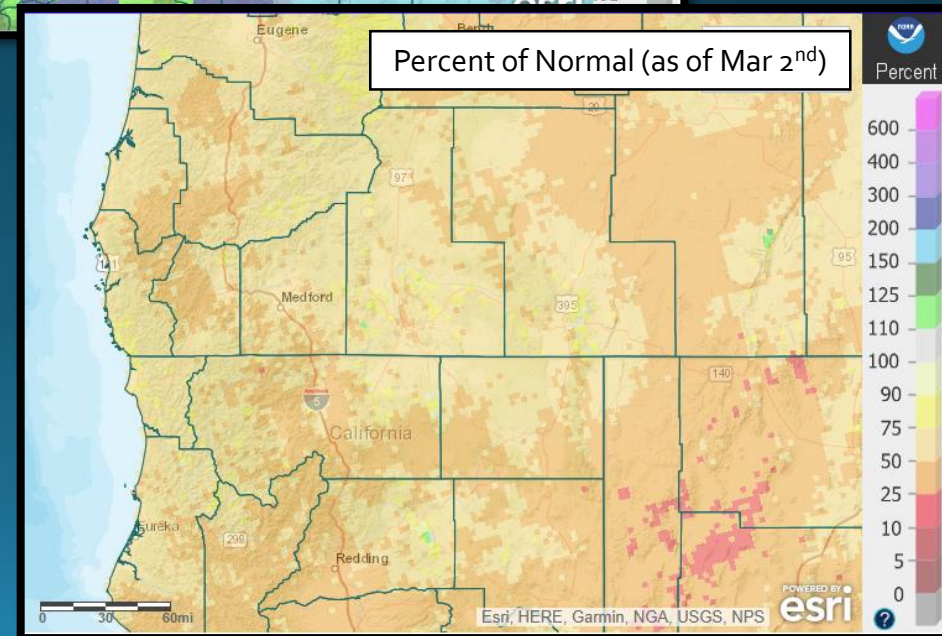 Eugene
Percent of Normal (as of Mar 2nd)
NOAA
Percent
20
97
600
400
300
200
150
125
110
100
90
75
50
25
10
5
0
95
Medford
395
140
5
California
Eureka
299
Redding
0 30 60mi
Esri, HERE, Garmin, NGA, USGS, NPS
POWERED BY
esri
?